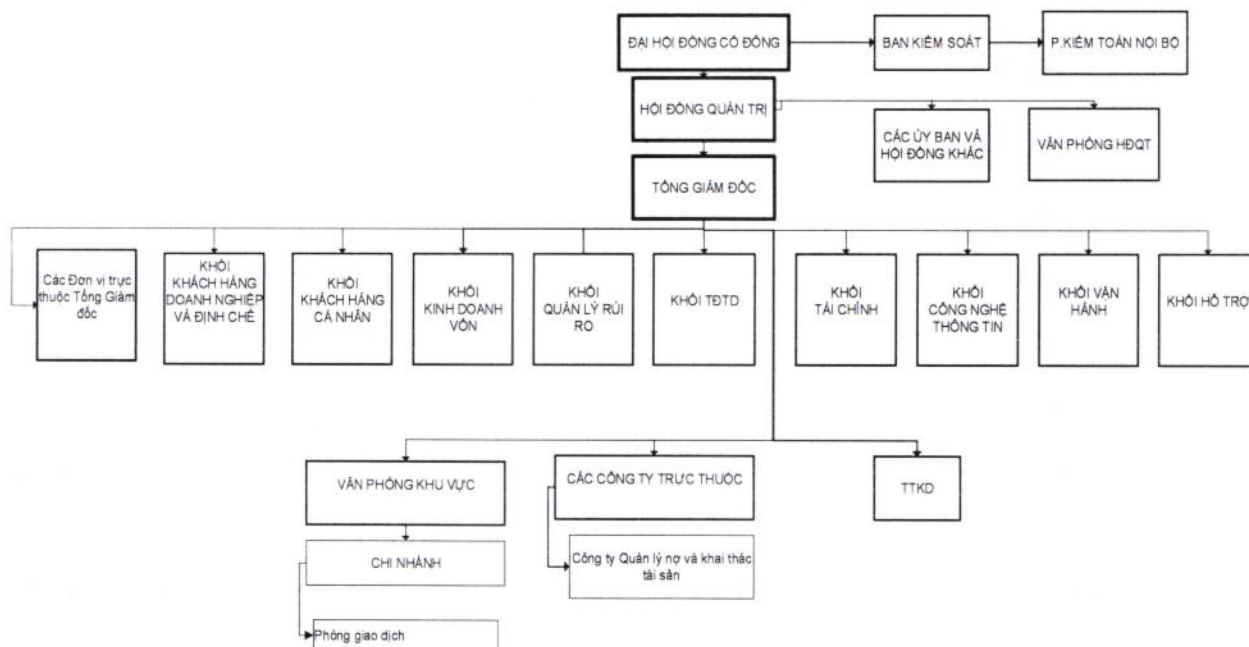 ĐẠI HỘI ĐỒNG CỔ ĐÔNG
BAN KIỂM SOÁT
P.KIỂM TOÁN NỘI BỘ
HỘI ĐỒNG QUẢN TRỊ
CÁC ỦY BAN VÀ
HỘI ĐỒNG KHÁC
VĂN PHÒNG HĐQT
TỔNG GIÁM ĐỐC
Các Đơn vị trực
thuộc Tổng Giám
đốc
KHỐI
KHÁCH HÀNG
DOANH NGHIỆP
VÀ ĐỊNH CHẾ
KHỐI
KHÁCH HÀNG
CÁ NHÂN
KHỐI
KINH DOANH
VỐN
KHỐI
QUẢN LÝ RỦI
RO
KHỐI TĐTD
KHỐI
TÀI CHÍNH
KHỐI
CÔNG NGHỆ
THÔNG TIN
KHỐI VẬN
HÀNH
KHỐI HỖ TRỢ
VĂN PHÒNG KHU VỰC
CÁC CÔNG TY TRỰC THUỘC
TTKD
CHI NHÁNH
Công ty Quản lý nợ và khai thác
tài sản
Phòng giao dịch